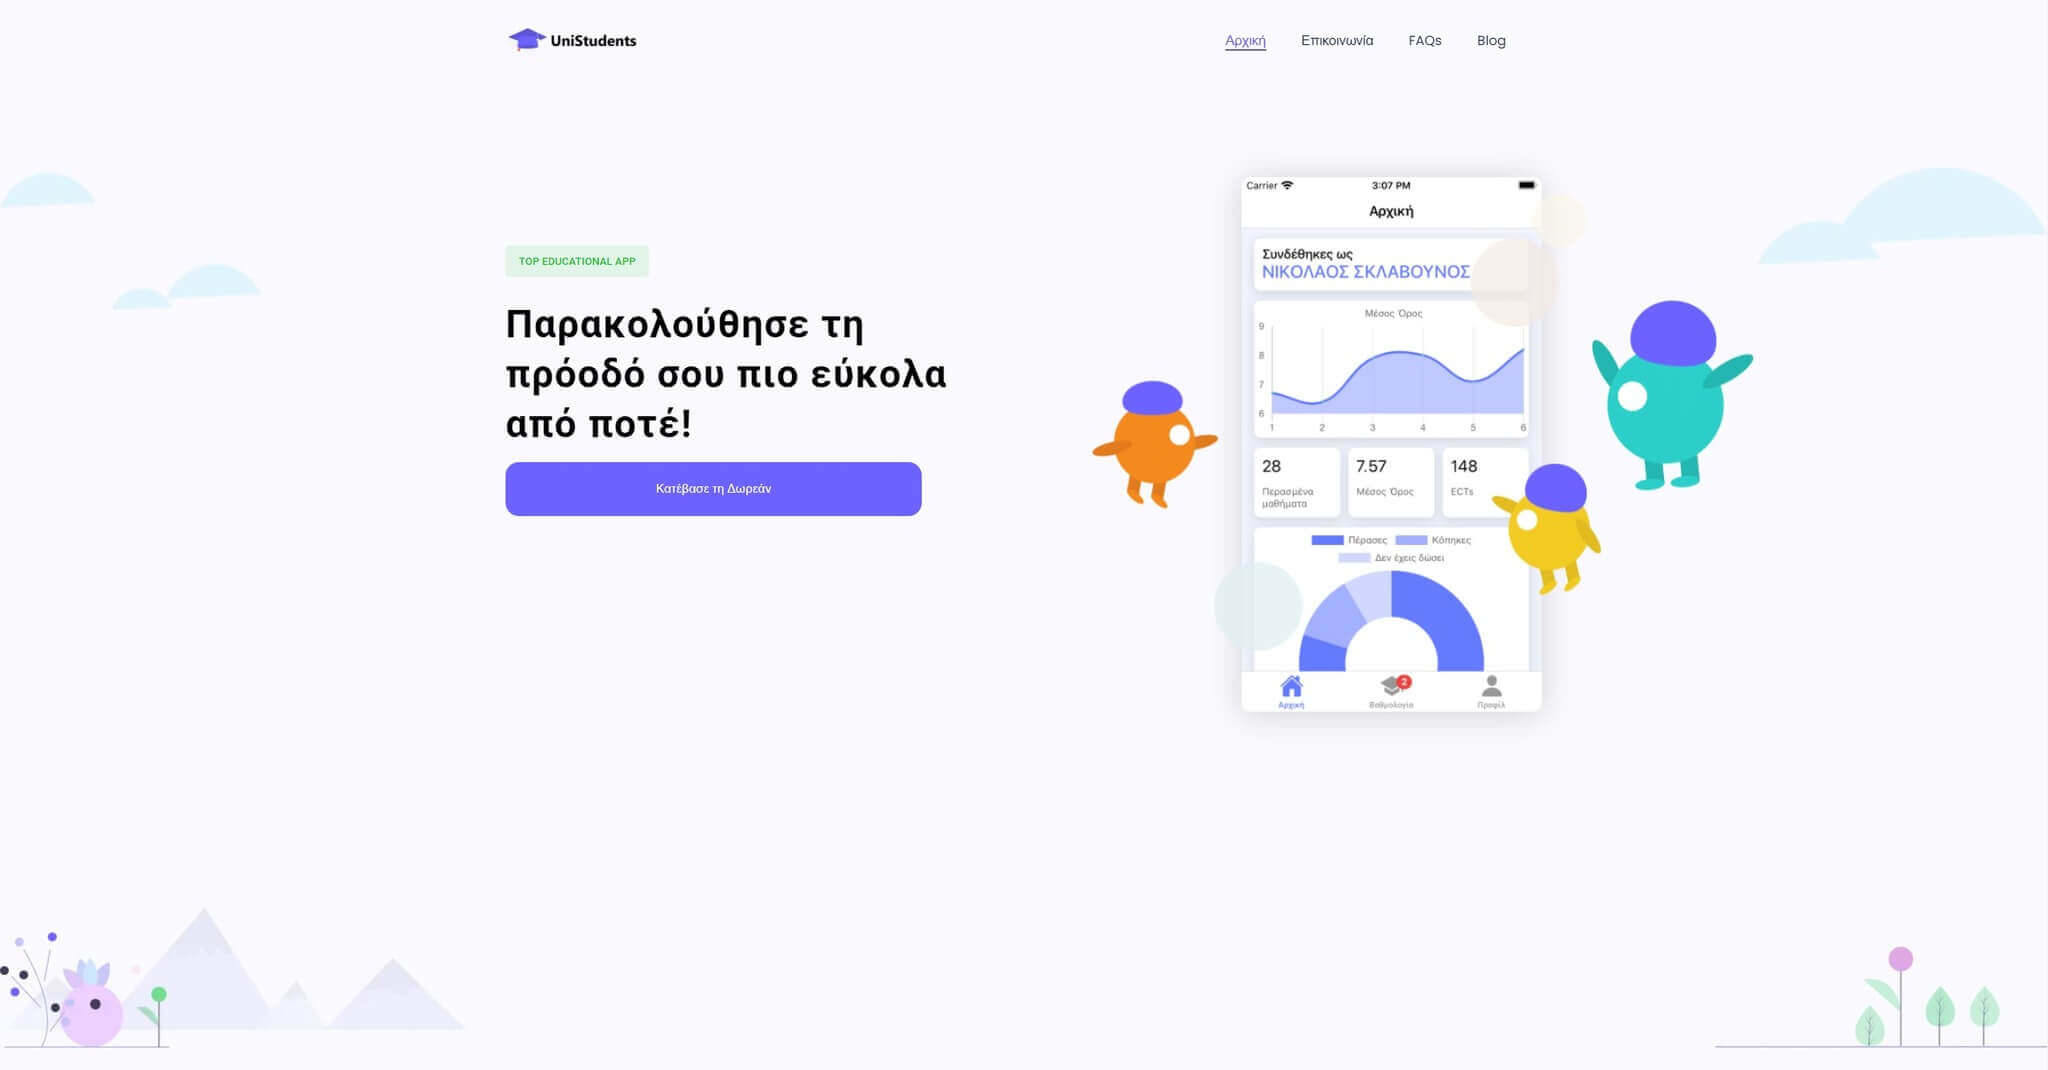 UniStudents
Αρχική Επικοινωνία FAQs Blog
TOP EDUCATIONAL APP
Παρακολούθησε τη
πρόοδό σου πιο εύκολα
από ποτέ!
Κατέβασε τη Δωρεάν
Carrier 3:07 PM
Αρχική
Συνδέθηκες ως
ΝΙΚΟΛΑΟΣ ΣΚΛΑΒΟΥΝΟΣ
Μέσος Όρος
9
8
7
6
1 2 3 4 5 6
28 7.57 148
Περασμένα Μέσος Όρος ECTs
μαθήματα
Πέρασες Κόπηκες
Δεν έχεις δώσει
2
Αρχική Βαθμολογία Προφίλ